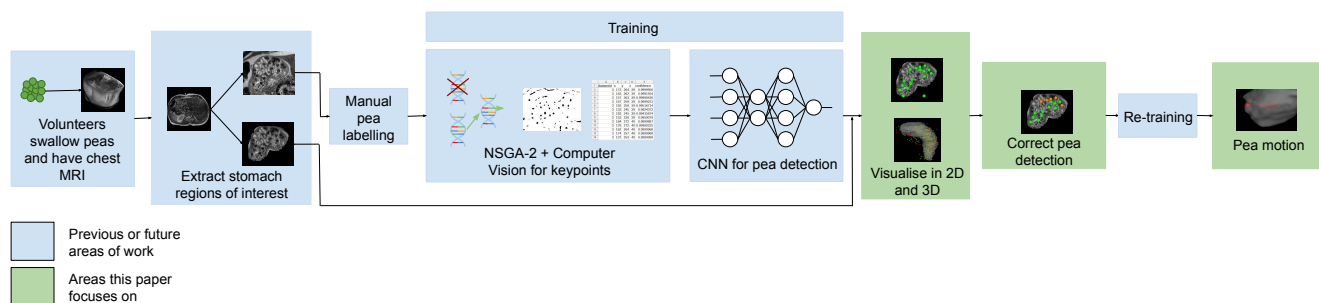 Training
Volunteers
swallow peas
and have chest
MRI
Extract stomach
regions of interest
Manual
pea
labelling
NSGA-2 + Computer
Vision for keypoints
CNN for pea detection
Visualise in 2D
and 3D
Correct pea
detection
Re-training
Pea motion
Previous or future
areas of work
Areas this paper
focuses on